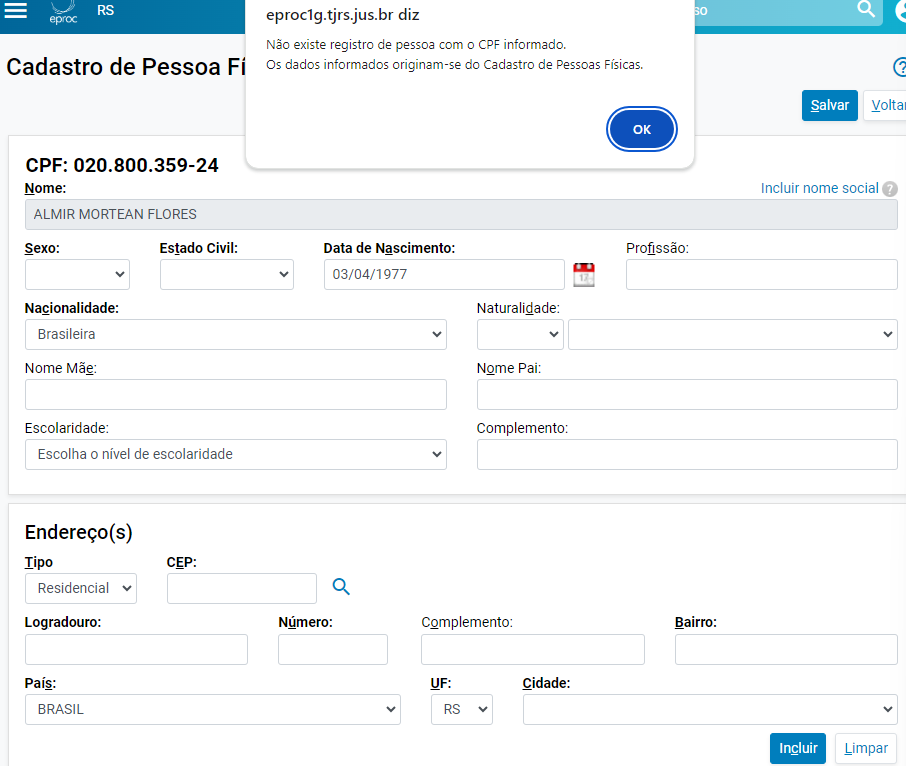 eproc
RS
so
eproc1g.tjrs.jus.br diz
Não existe registro de pessoa com o CPF informado.
Os dados informados originam-se do Cadastro de Pessoas Físicas.
OK
Cadastro de Pessoa Fí
?
Salvar
Voltar
CPF: 020.800.359-24
Nome:
Incluir nome social ?
ALMIR MORTEAN FLORES
Sexo:
Estado Civil:
Data de Nascimento:
Profissão:
03/04/1977
Nacionalidade:
Naturalidade:
Brasileira
Nome Mãe:
Nome Pai:
Escolaridade:
Complemento:
Escolha o nível de escolaridade
Endereço(s)
Tipo
CEP:
Residencial
Logradouro:
Número:
Complemento:
Bairro:
País:
UF:
Cidade:
BRASIL
RS
Incluir
Limpar